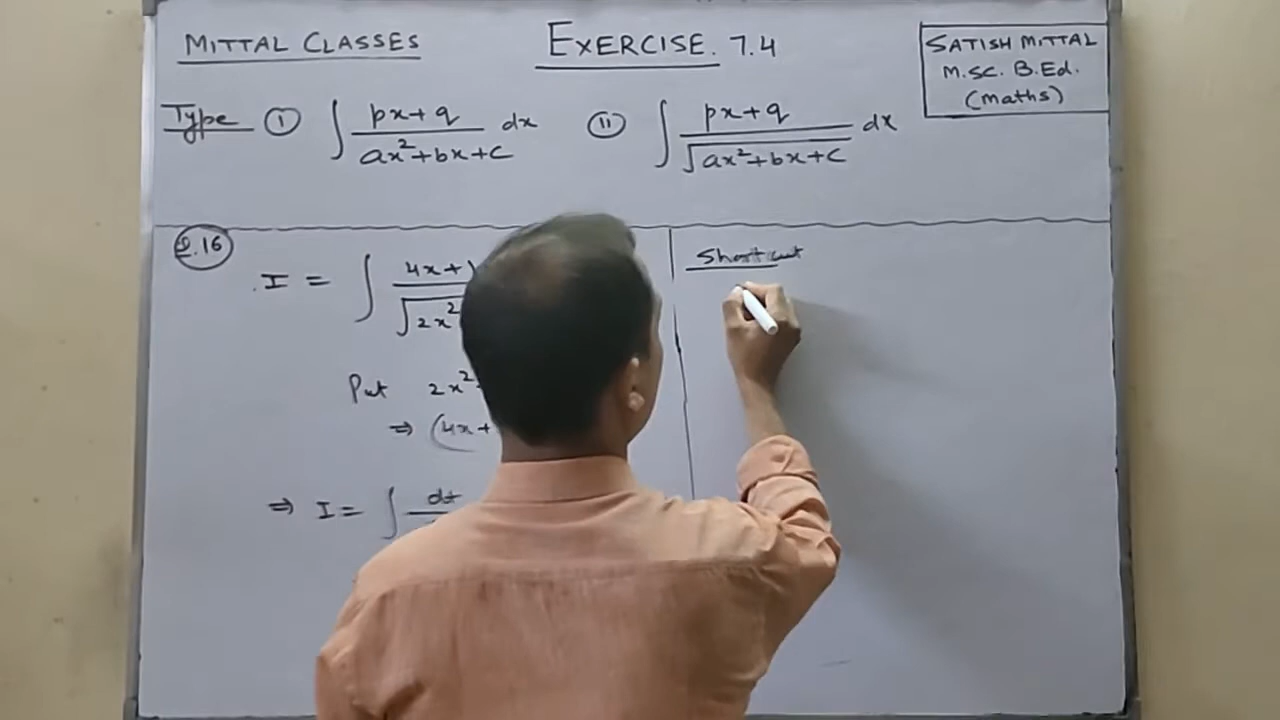 MITTAL CLASSES
EXERCISE. 7.4
SATISH MITTAL
M.SC. B.Ed.
(Maths)
Type (i) ∫ px+q / ax²+bx+c dx (ii) ∫ px+q / √ax²+bx+c dx
Q.16
I = ∫ 4x+1 / √2x²
Put 2x²
⇒ (4x+
⇒ I = ∫ dt
Short cut